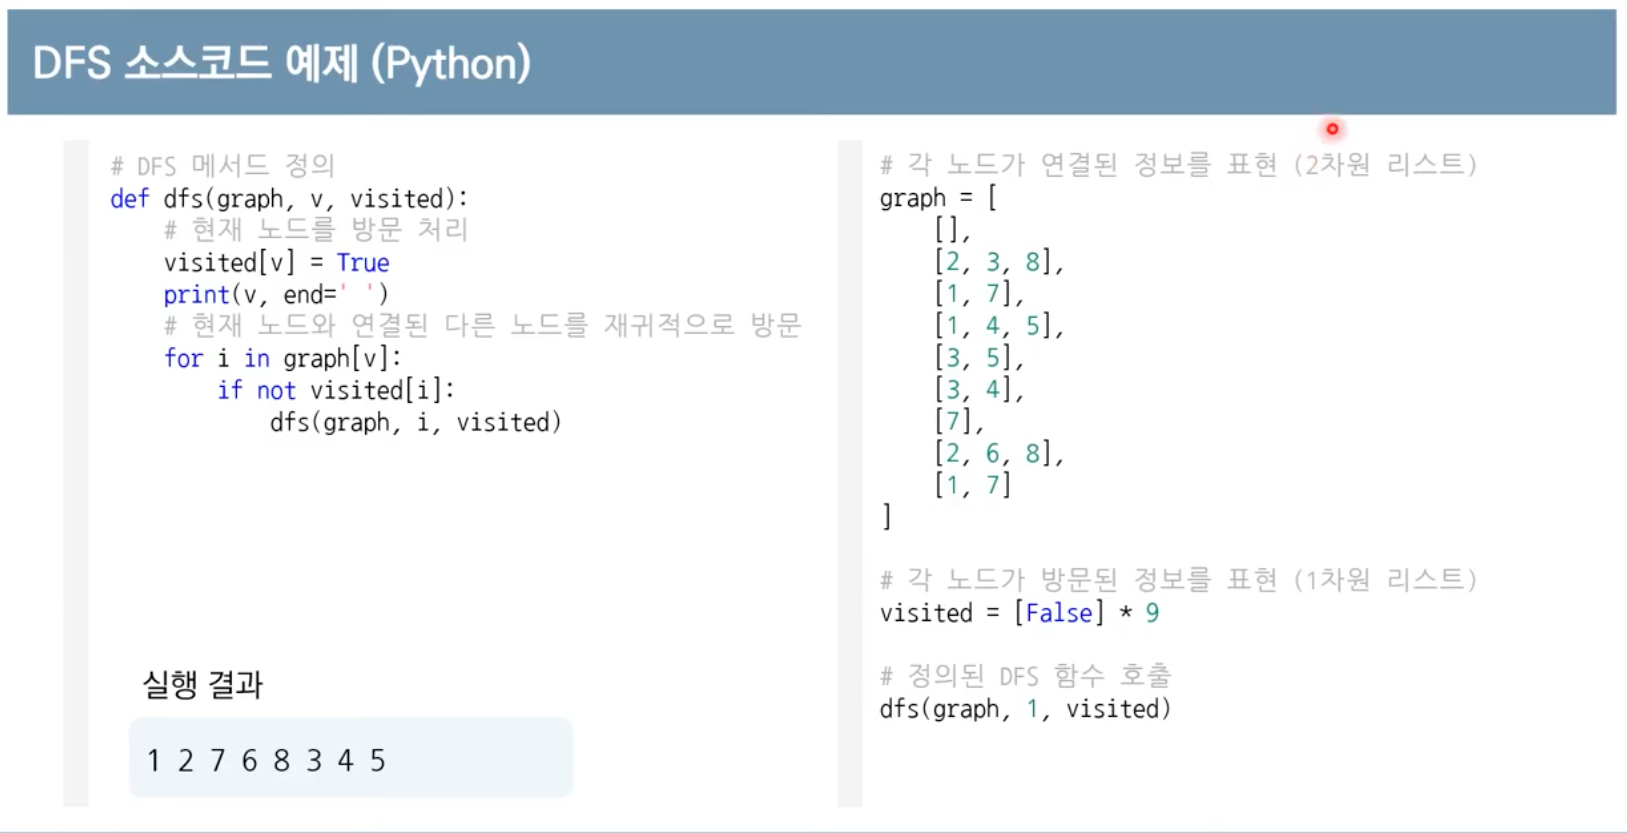 DFS 소스코드 예제 (Python)
# DFS 메서드 정의
def dfs(graph, v, visited):
    # 현재 노드를 방문 처리
    visited[v] = True
    print(v, end=' ')
    # 현재 노드와 연결된 다른 노드를 재귀적으로 방문
    for i in graph[v]:
        if not visited[i]:
            dfs(graph, i, visited)
실행 결과
1 2 7 6 8 3 4 5
# 각 노드가 연결된 정보를 표현 (2차원 리스트)
graph = [
    [],
    [2, 3, 8],
    [1, 7],
    [1, 4, 5],
    [3, 5],
    [3, 4],
    [7],
    [2, 6, 8],
    [1, 7]
]
# 각 노드가 방문된 정보를 표현 (1차원 리스트)
visited = [False] * 9
# 정의된 DFS 함수 호출
dfs(graph, 1, visited)